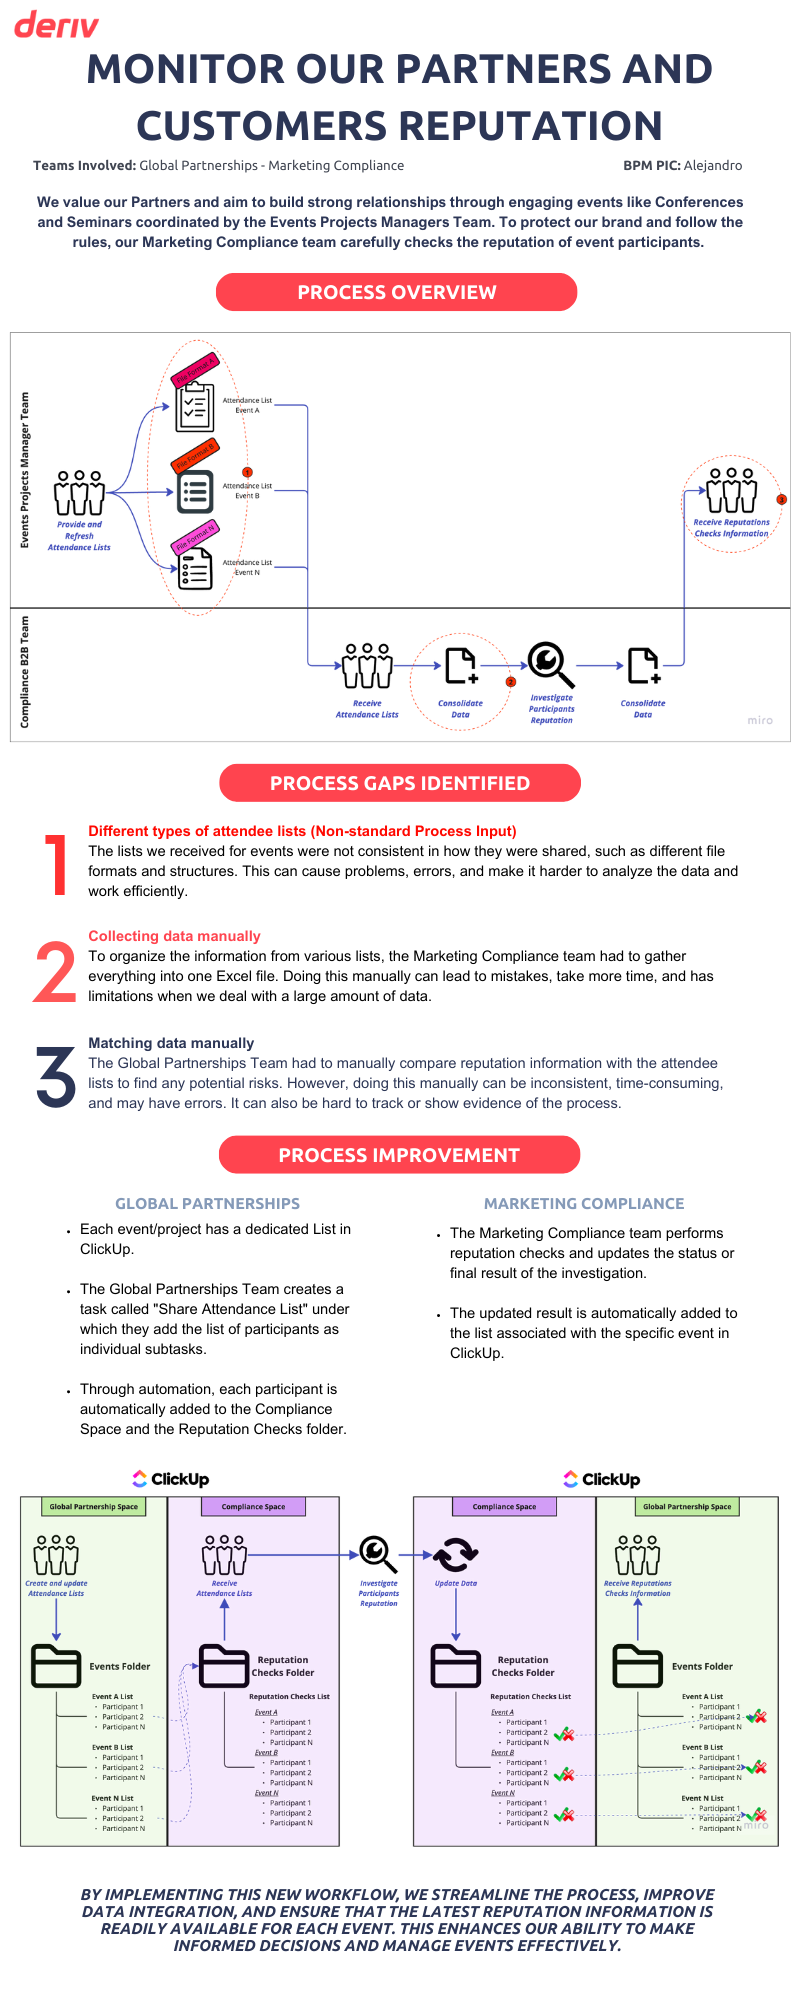 deriv
MONITOR OUR PARTNERS AND
CUSTOMERS REPUTATION
Teams Involved: Global Partnerships - Marketing Compliance
BPM PIC: Alejandro
We value our Partners and aim to build strong relationships through engaging events like Conferences
and Seminars coordinated by the Events Projects Managers Team. To protect our brand and follow the
rules, our Marketing Compliance team carefully checks the reputation of event participants.
PROCESS OVERVIEW
Events Projects Manager Team
Provide and
Refresh
Attendance Lists
File Format A
Attendance List
Event A
File Format B
1
Attendance List
Event B
File Format N
Attendance List
Event N
3
Receive Reputations
Checks Information
Compliance B2B Team
Receive
Attendance Lists
Consolidate
Data
2
Investigate
Participants
Reputation
Consolidate
Data
miro
PROCESS GAPS IDENTIFIED
1
Different types of attendee lists (Non-standard Process Input)
The lists we received for events were not consistent in how they were shared, such as different file
formats and structures. This can cause problems, errors, and make it harder to analyze the data and
work efficiently.
2
Collecting data manually
To organize the information from various lists, the Marketing Compliance team had to gather
everything into one Excel file. Doing this manually can lead to mistakes, take more time, and has
limitations when we deal with a large amount of data.
3
Matching data manually
The Global Partnerships Team had to manually compare reputation information with the attendee
lists to find any potential risks. However, doing this manually can be inconsistent, time-consuming,
and may have errors. It can also be hard to track or show evidence of the process.
PROCESS IMPROVEMENT
GLOBAL PARTNERSHIPS
• Each event/project has a dedicated List in
ClickUp.
• The Global Partnerships Team creates a
task called "Share Attendance List" under
which they add the list of participants as
individual subtasks.
• Through automation, each participant is
automatically added to the Compliance
Space and the Reputation Checks folder.
MARKETING COMPLIANCE
• The Marketing Compliance team performs
reputation checks and updates the status or
final result of the investigation.
• The updated result is automatically added to
the list associated with the specific event in
ClickUp.
ClickUp
Global Partnership Space
Create and update
Attendance Lists
Events Folder
Event A List
• Participant 1
• Participant 2
• Participant N
Event B List
• Participant 1
• Participant 2
• Participant N
Event N List
• Participant 1
• Participant 2
• Participant N
Compliance Space
Receive
Attendance Lists
Reputation
Checks Folder
Reputation Checks List
Event A
• Participant 1
• Participant 2
• Participant N
Event B
• Participant 1
• Participant 2
• Participant N
Event N
• Participant 1
• Participant 2
• Participant N
Investigate
Participants
Reputation
ClickUp
Compliance Space
Update Data
Reputation
Checks Folder
Reputation Checks List
Event A
• Participant 1
• Participant 2
• Participant N
Event B
• Participant 1
• Participant 2
• Participant N
Event N
• Participant 1
• Participant 2
• Participant N
Global Partnership Space
Receive Reputations
Checks Information
Events Folder
Event A List
• Participant 1
• Participant 2
• Participant N
Event B List
• Participant 1
• Participant 2
• Participant N
Event N List
• Participant 1
• Participant 2
• Participant N
miro
BY IMPLEMENTING THIS NEW WORKFLOW, WE STREAMLINE THE PROCESS, IMPROVE
DATA INTEGRATION, AND ENSURE THAT THE LATEST REPUTATION INFORMATION IS
READILY AVAILABLE FOR EACH EVENT. THIS ENHANCES OUR ABILITY TO MAKE
INFORMED DECISIONS AND MANAGE EVENTS EFFECTIVELY.